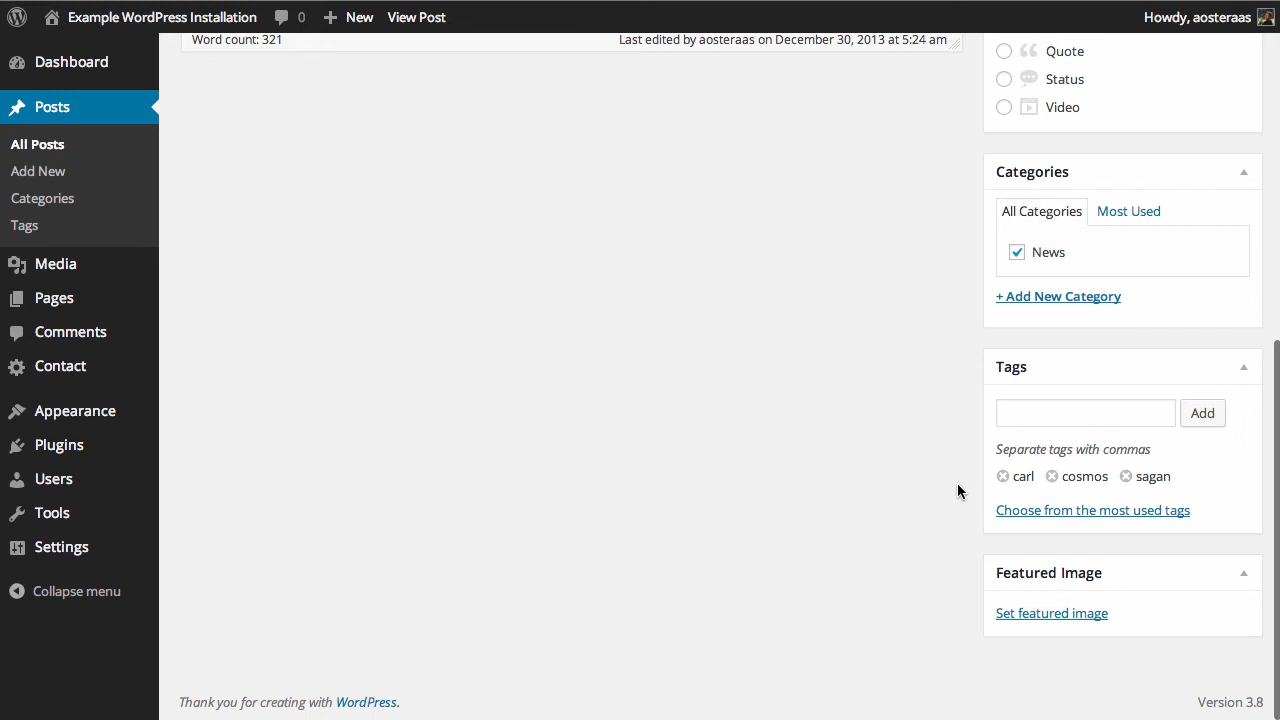 Example WordPress Installation 0 New View Post Howdy, aosteraas
Dashboard
Posts
All Posts
Add New
Categories
Tags
Media
Pages
Comments
Contact
Appearance
Plugins
Users
Tools
Settings
Collapse menu
Word count: 321 Last edited by aosteraas on December 30, 2013 at 5:24 am
Quote
Status
Video
Categories
All Categories Most Used
News
+ Add New Category
Tags
Add
Separate tags with commas
carl cosmos sagan
Choose from the most used tags
Featured Image
Set featured image
Thank you for creating with WordPress. Version 3.8